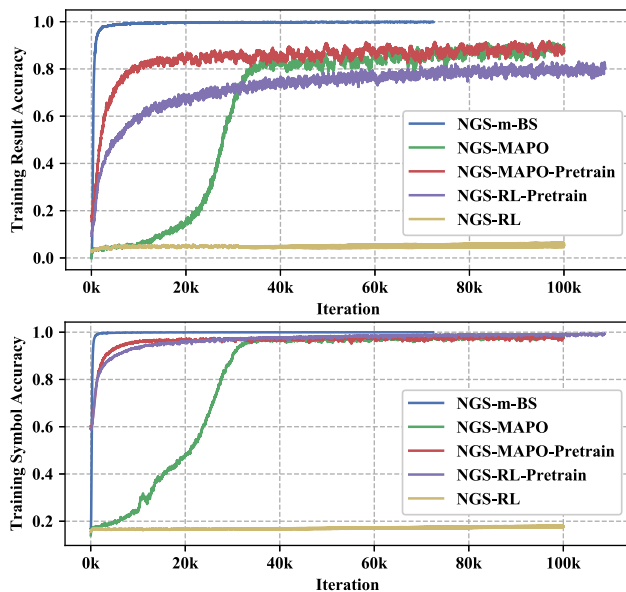 Training Result Accuracy
1.0
0.8
0.6
0.4
0.2
0.0
NGS-m-BS
NGS-MAPO
NGS-MAPO-Pretrain
NGS-RL-Pretrain
NGS-RL
0k
20k
40k
60k
80k
100k
Iteration
Training Symbol Accuracy
1.0
0.8
0.6
0.4
0.2
NGS-m-BS
NGS-MAPO
NGS-MAPO-Pretrain
NGS-RL-Pretrain
NGS-RL
0k
20k
40k
60k
80k
100k
Iteration